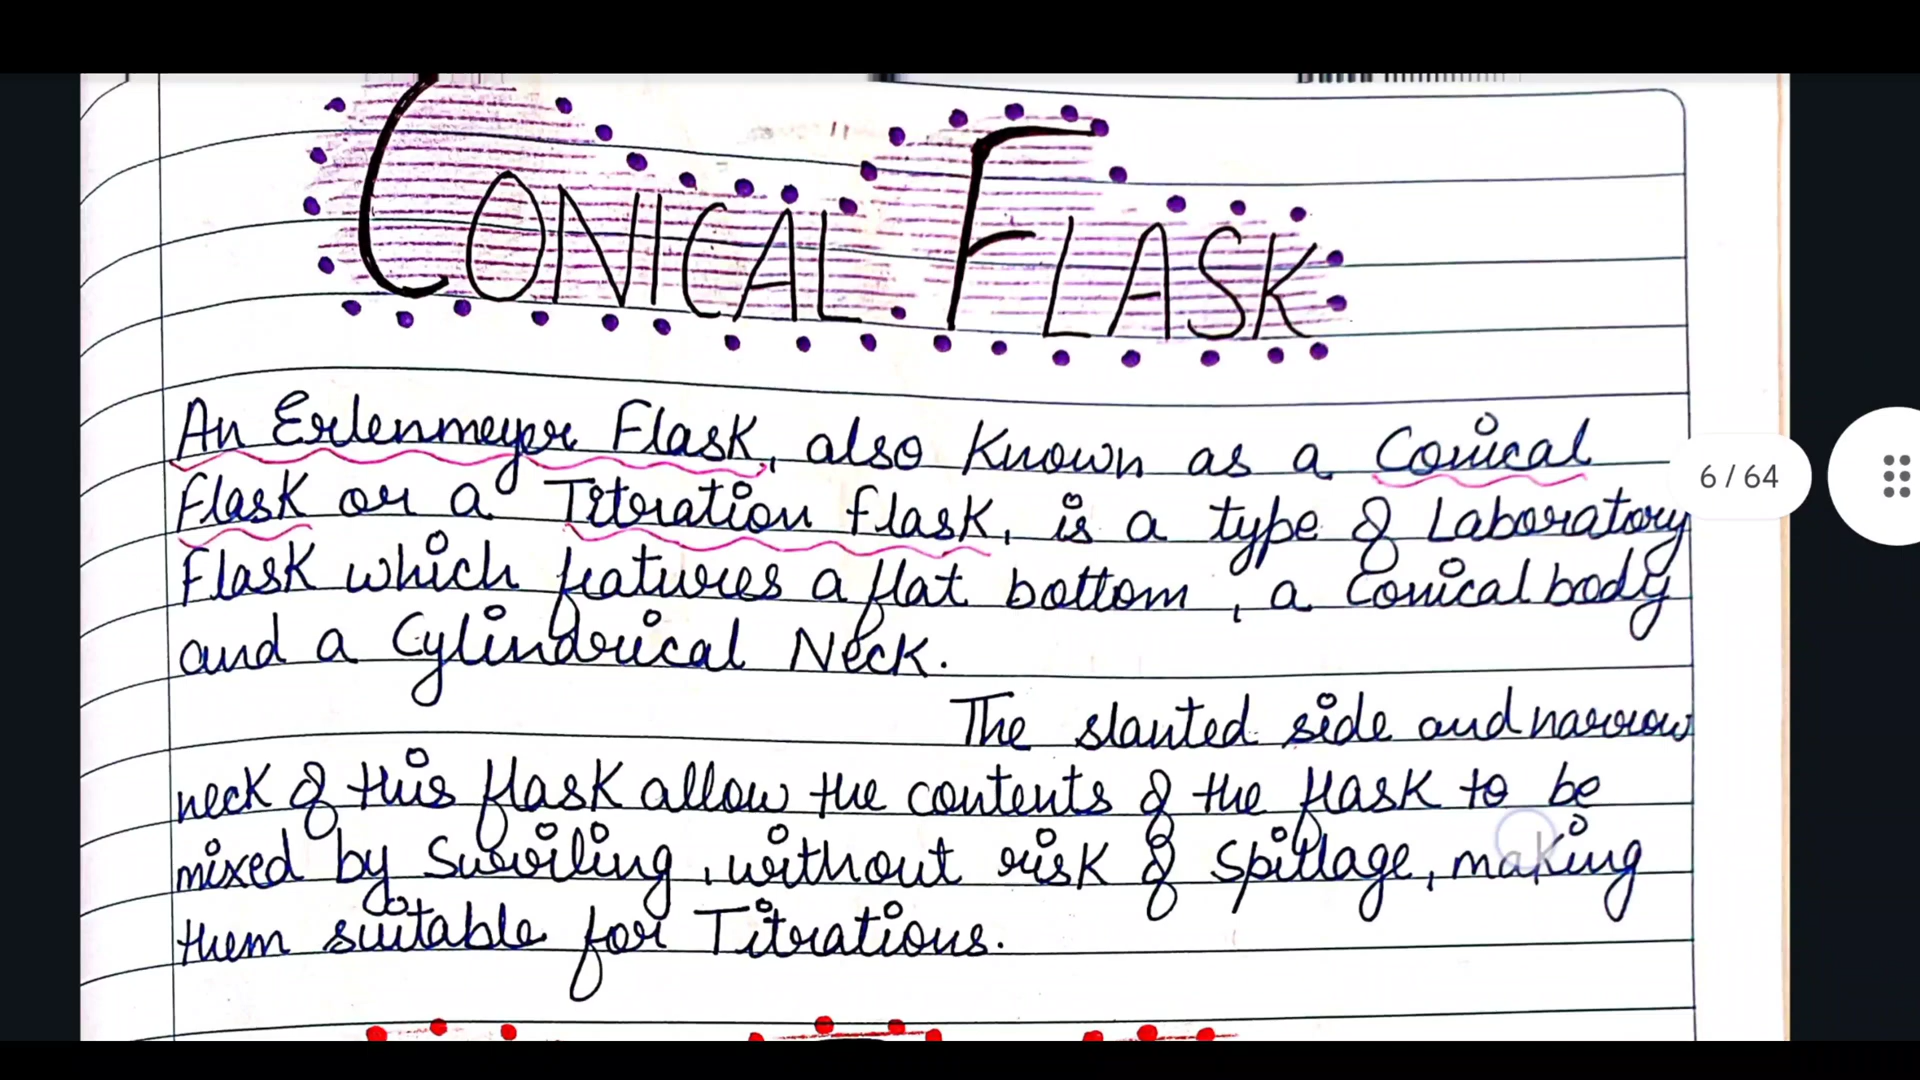 CONICAL FLASK
An Erlenmeyer Flask, also Known as a Conical
Flask or a Titration flask, is a type of Laboratory
Flask which features a flat bottom, a Conical body
and a Cylindrical Neck.
6 / 64
The slanted side and narrow
neck of this flask allow the contents of the flask to be
mixed by Swirling, without risk of spillage, making
them suitable for Titrations.